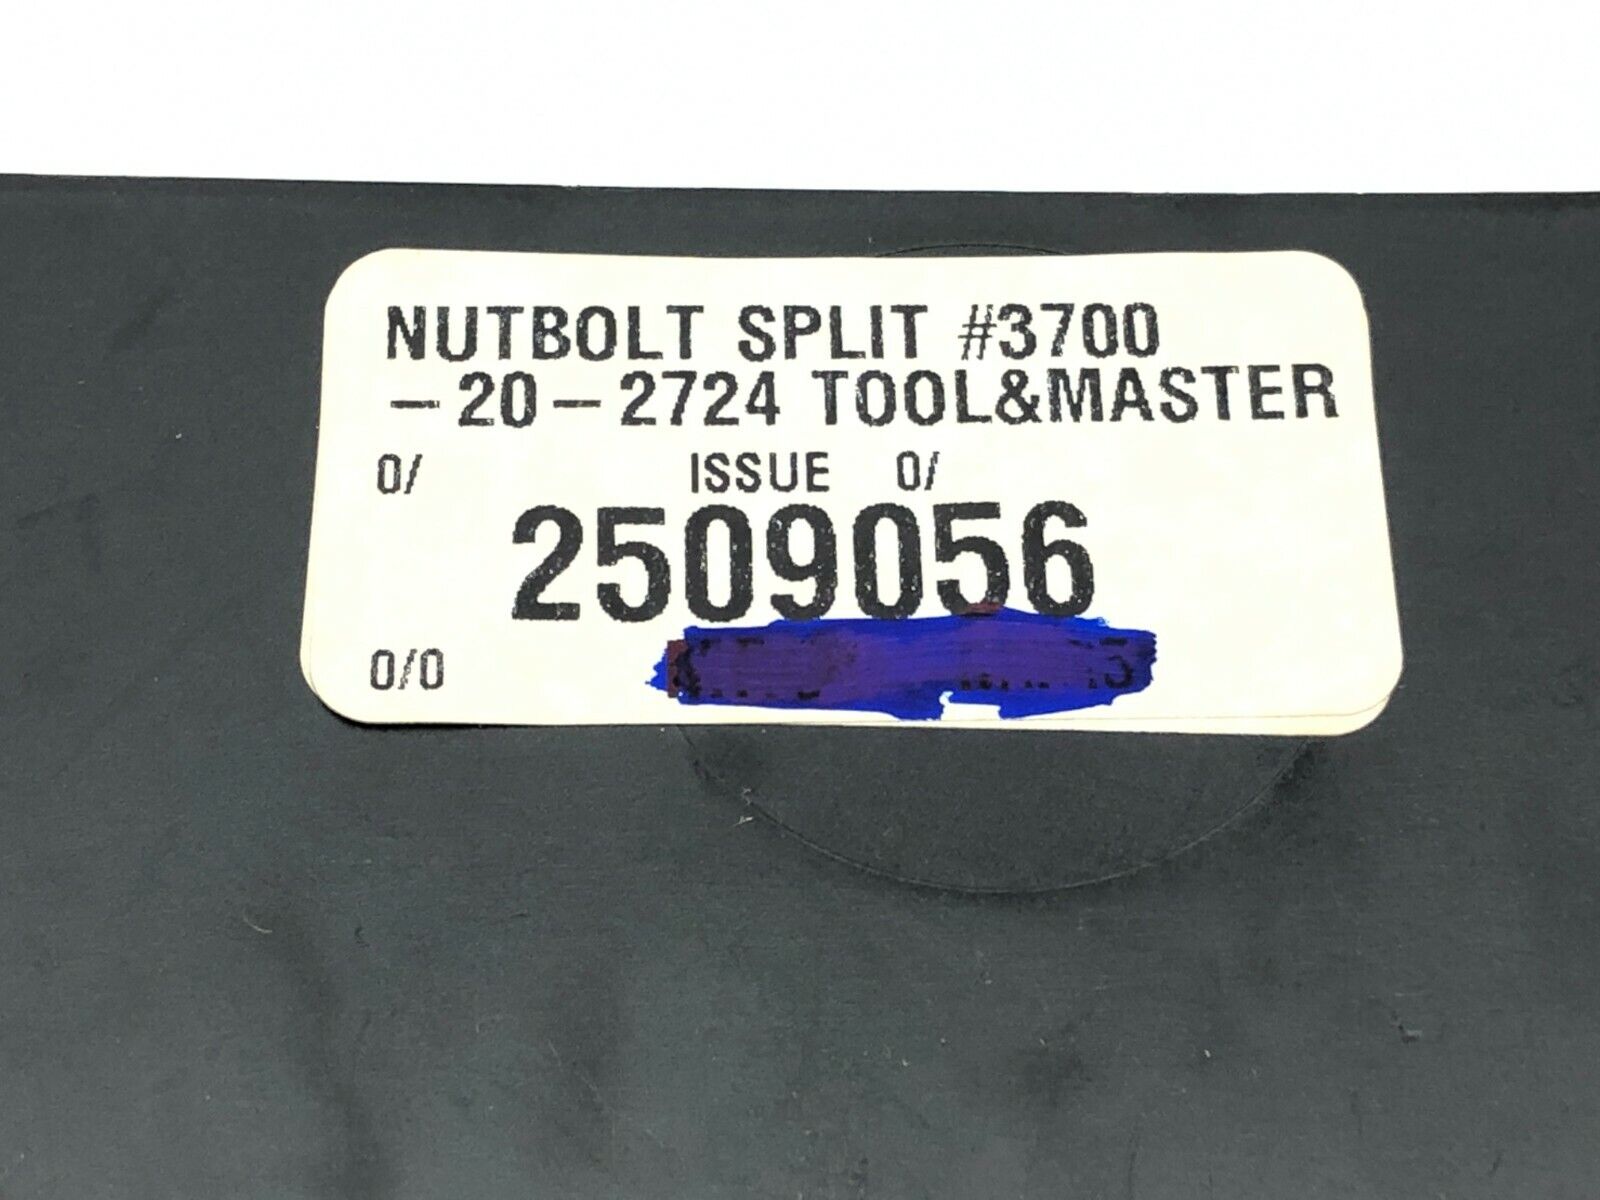 NUTBOLT SPLIT #3700
-20-2724 TOOL&MASTER
0/ ISSUE 0/
2509056
0/0